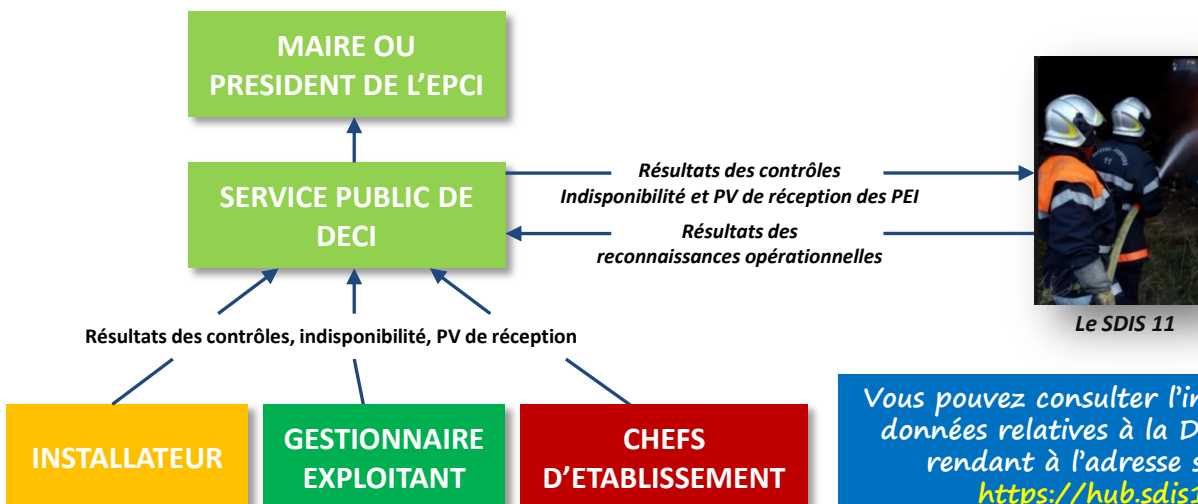 MAIRE OU
PRESIDENT DE L'EPCI
SERVICE PUBLIC DE
DECI
Résultats des contrôles
Indisponibilité et PV de réception des PEI
Résultats des
reconnaissances opérationnelles
Le SDIS 11
Résultats des contrôles, indisponibilité, PV de réception
INSTALLATEUR
GESTIONNAIRE
EXPLOITANT
CHEFS
D'ETABLISSEMENT
Vous pouvez consulter l'in
données relatives à la D
rendant à l'adresse s
https://hub.sdis